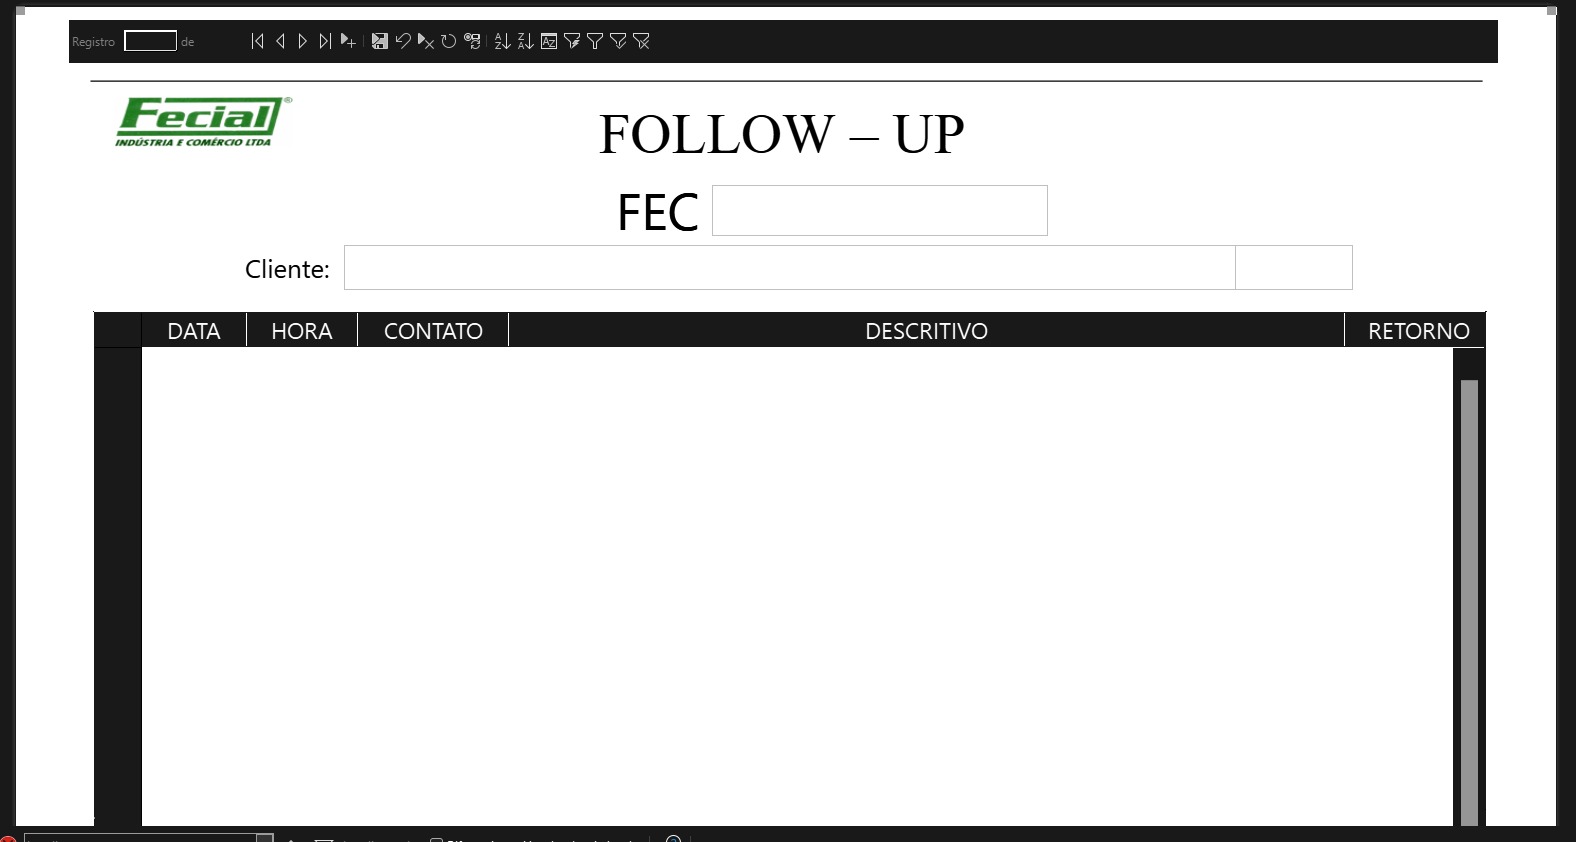 Registro de
Fecial®
INDÚSTRIA E COMÉRCIO LTDA
FOLLOW – UP
FEC
Cliente:
DATA HORA CONTATO DESCRITIVO RETORNO